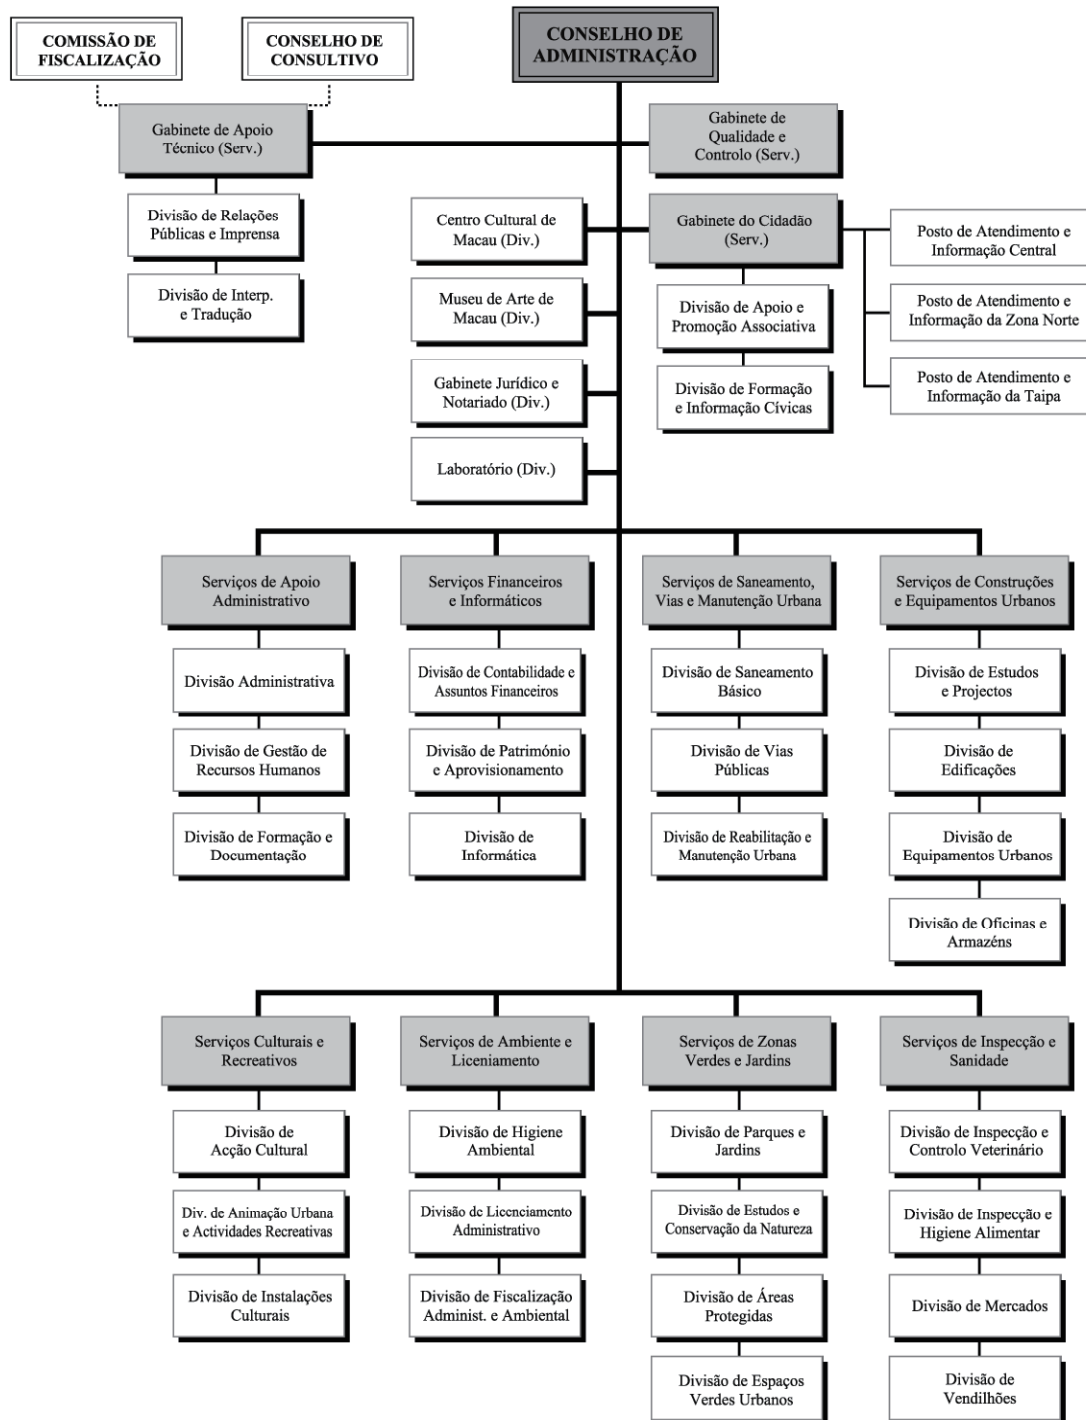 COMISSÃO DE
FISCALIZAÇÃO
CONSELHO DE
CONSULTIVO
CONSELHO DE
ADMINISTRAÇÃO
Gabinete de Apoio
Técnico (Serv.)
Gabinete de
Qualidade e
Controlo (Serv.)
Divisão de Relações
Públicas e Imprensa
Divisão de Interp.
e Tradução
Centro Cultural de
Macau (Div.)
Museu de Arte de
Macau (Div.)
Gabinete Jurídico e
Notariado (Div.)
Laboratório (Div.)
Gabinete do Cidadão
(Serv.)
Divisão de Apoio e
Promoção Associativa
Divisão de Formação
e Informação Cívicas
Posto de Atendimento e
Informação Central
Posto de Atendimento e
Informação da Zona Norte
Posto de Atendimento e
Informação da Taipa
Serviços de Apoio
Administrativo
Divisão Administrativa
Divisão de Gestão de
Recursos Humanos
Divisão de Formação e
Documentação
Serviços Financeiros
e Informáticos
Divisão de Contabilidade e
Assuntos Financeiros
Divisão de Património
e Aprovisionamento
Divisão de
Informática
Serviços de Saneamento,
Vias e Manutenção Urbana
Divisão de Saneamento
Básico
Divisão de Vias
Públicas
Divisão de Reabilitação e
Manutenção Urbana
Serviços de Construções
e Equipamentos Urbanos
Divisão de Estudos
e Projectos
Divisão de
Edificações
Divisão de
Equipamentos Urbanos
Divisão de Oficinas e
Armazéns
Serviços Culturais e
Recreativos
Divisão de
Acção Cultural
Div. de Animação Urbana
e Actividades Recreativas
Divisão de Instalações
Culturais
Serviços de Ambiente e
Liceniamento
Divisão de Higiene
Ambiental
Divisão de Licenciamento
Administrativo
Divisão de Fiscalização
Administ. e Ambiental
Serviços de Zonas
Verdes e Jardins
Divisão de Parques e
Jardins
Divisão de Estudos e
Conservação da Natureza
Divisão de Áreas
Protegidas
Divisão de Espaços
Verdes Urbanos
Serviços de Inspecção e
Sanidade
Divisão de Inspecção e
Controlo Veterinário
Divisão de Inspecção e
Higiene Alimentar
Divisão de Mercados
Divisão de
Vendilhões